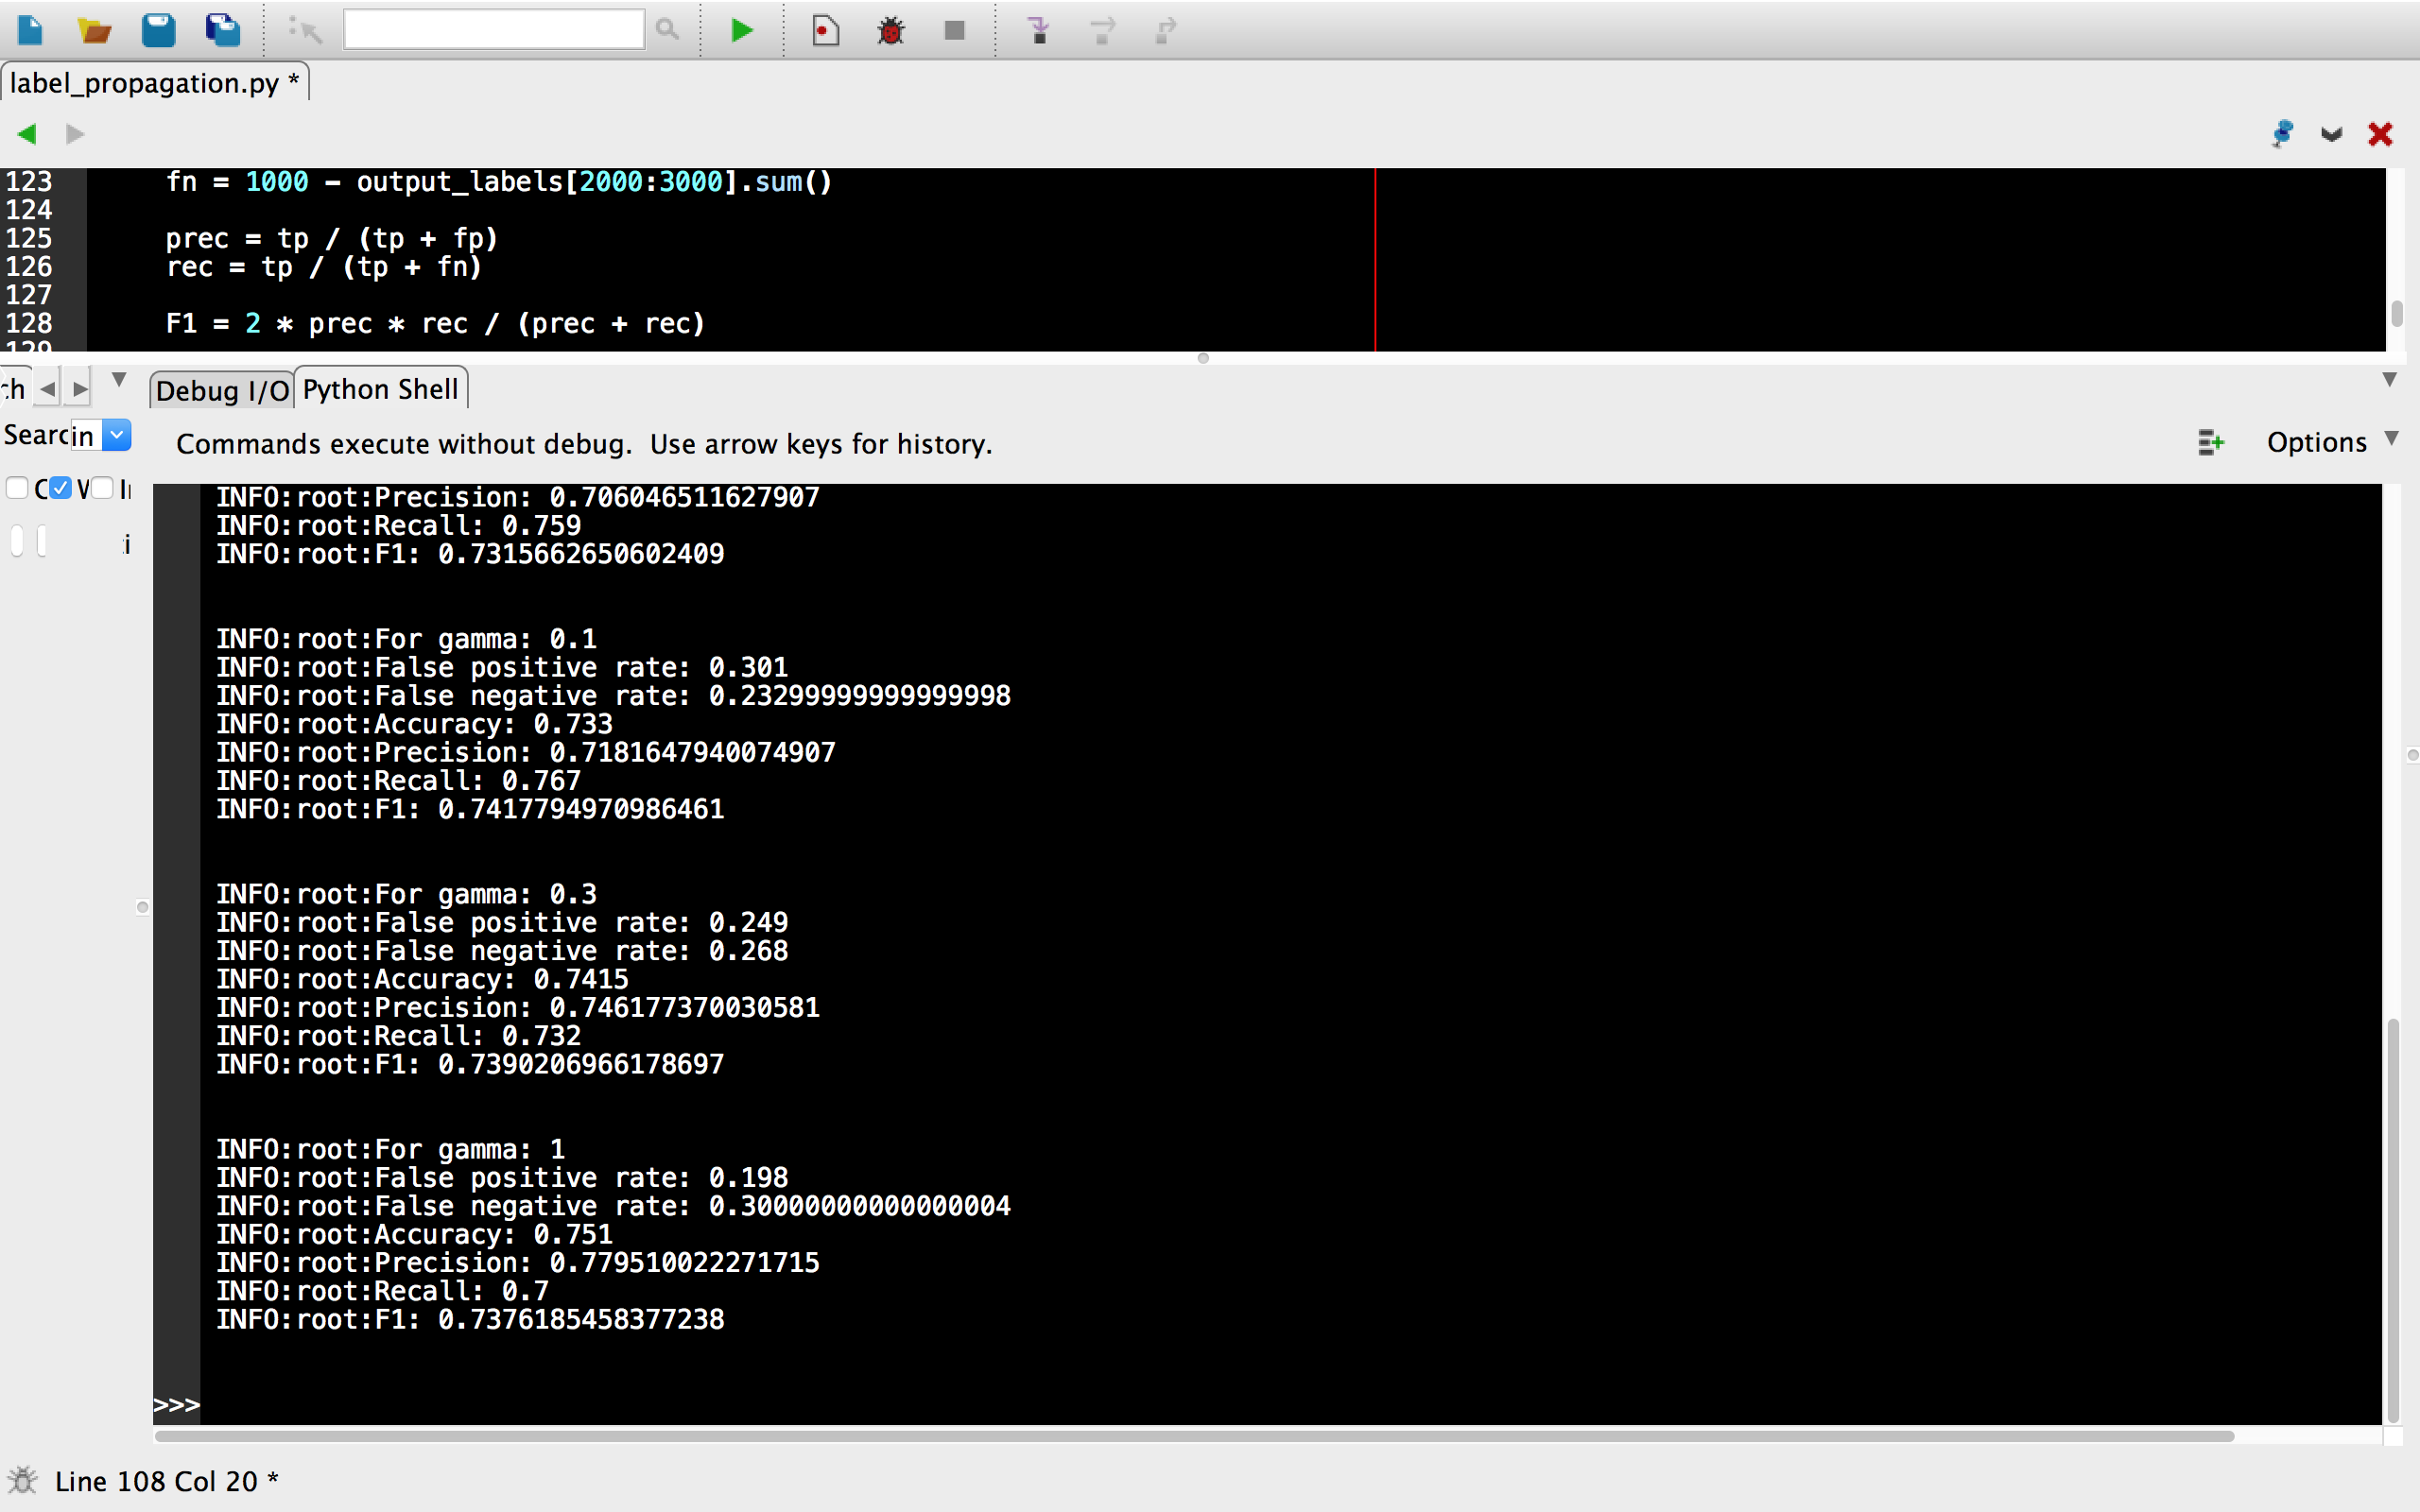 label_propagation.py *
123 fn = 1000 - output_labels[2000:3000].sum()
124
125 prec = tp / (tp + fp)
126 rec = tp / (tp + fn)
127
128 F1 = 2 * prec * rec / (prec + rec)
129
ch
Debug I/O
Python Shell
Searc in
Commands execute without debug. Use arrow keys for history.
Options
INFO:root:Precision: 0.706046511627907
INFO:root:Recall: 0.759
INFO:root:F1: 0.7315662650602409
INFO:root:For gamma: 0.1
INFO:root:False positive rate: 0.301
INFO:root:False negative rate: 0.23299999999999998
INFO:root:Accuracy: 0.733
INFO:root:Precision: 0.7181647940074907
INFO:root:Recall: 0.767
INFO:root:F1: 0.7417794970986461
INFO:root:For gamma: 0.3
INFO:root:False positive rate: 0.249
INFO:root:False negative rate: 0.268
INFO:root:Accuracy: 0.7415
INFO:root:Precision: 0.746177370030581
INFO:root:Recall: 0.732
INFO:root:F1: 0.7390206966178697
INFO:root:For gamma: 1
INFO:root:False positive rate: 0.198
INFO:root:False negative rate: 0.30000000000000004
INFO:root:Accuracy: 0.751
INFO:root:Precision: 0.779510022271715
INFO:root:Recall: 0.7
INFO:root:F1: 0.7376185458377238
>>>
Line 108 Col 20 *